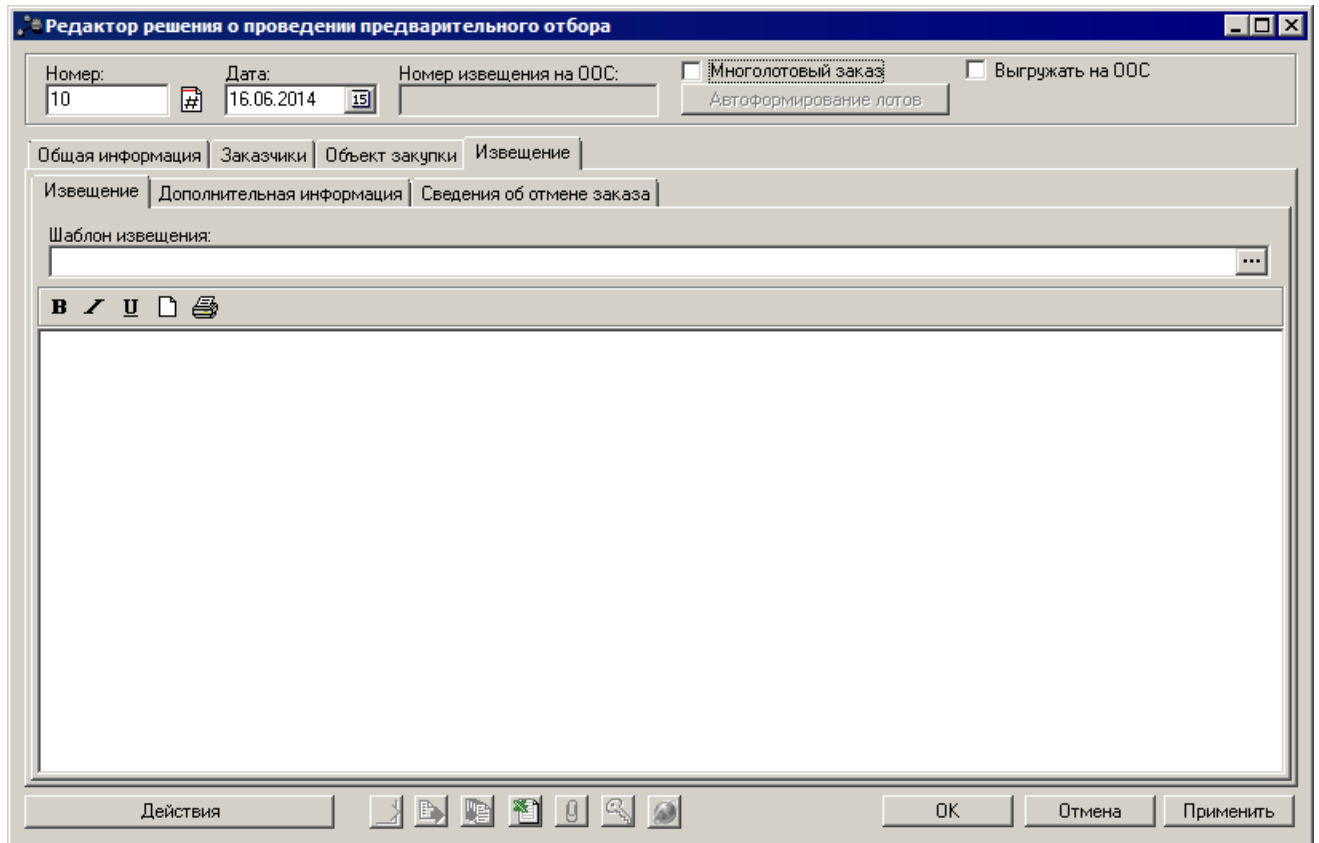 Редактор решения о проведении предварительного отбора
Номер: Дата: Номер извещения на ООС: Многолотовый заказ Выгружать на ООС
10 # 16.06.2014 15 Автоформирование лотов
Общая информация Заказчики Объект закупки Извещение
Извещение Дополнительная информация Сведения об отмене заказа
Шаблон извещения:
...
B I U
Действия OK Отмена Применить